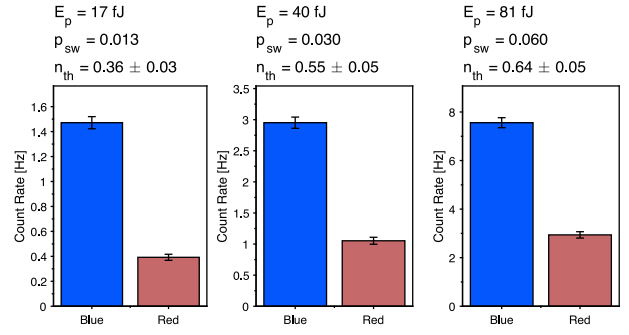 E_p = 17 fJ
p_sw = 0.013
n_th = 0.36 ± 0.03
Count Rate [Hz]
1.6
1.4
1.2
1
0.8
0.6
0.4
0.2
0
Blue
Red
E_p = 40 fJ
p_sw = 0.030
n_th = 0.55 ± 0.05
Count Rate [Hz]
3.5
3
2.5
2
1.5
1
0.5
0
Blue
Red
E_p = 81 fJ
p_sw = 0.060
n_th = 0.64 ± 0.05
Count Rate [Hz]
8
6
4
2
0
Blue
Red